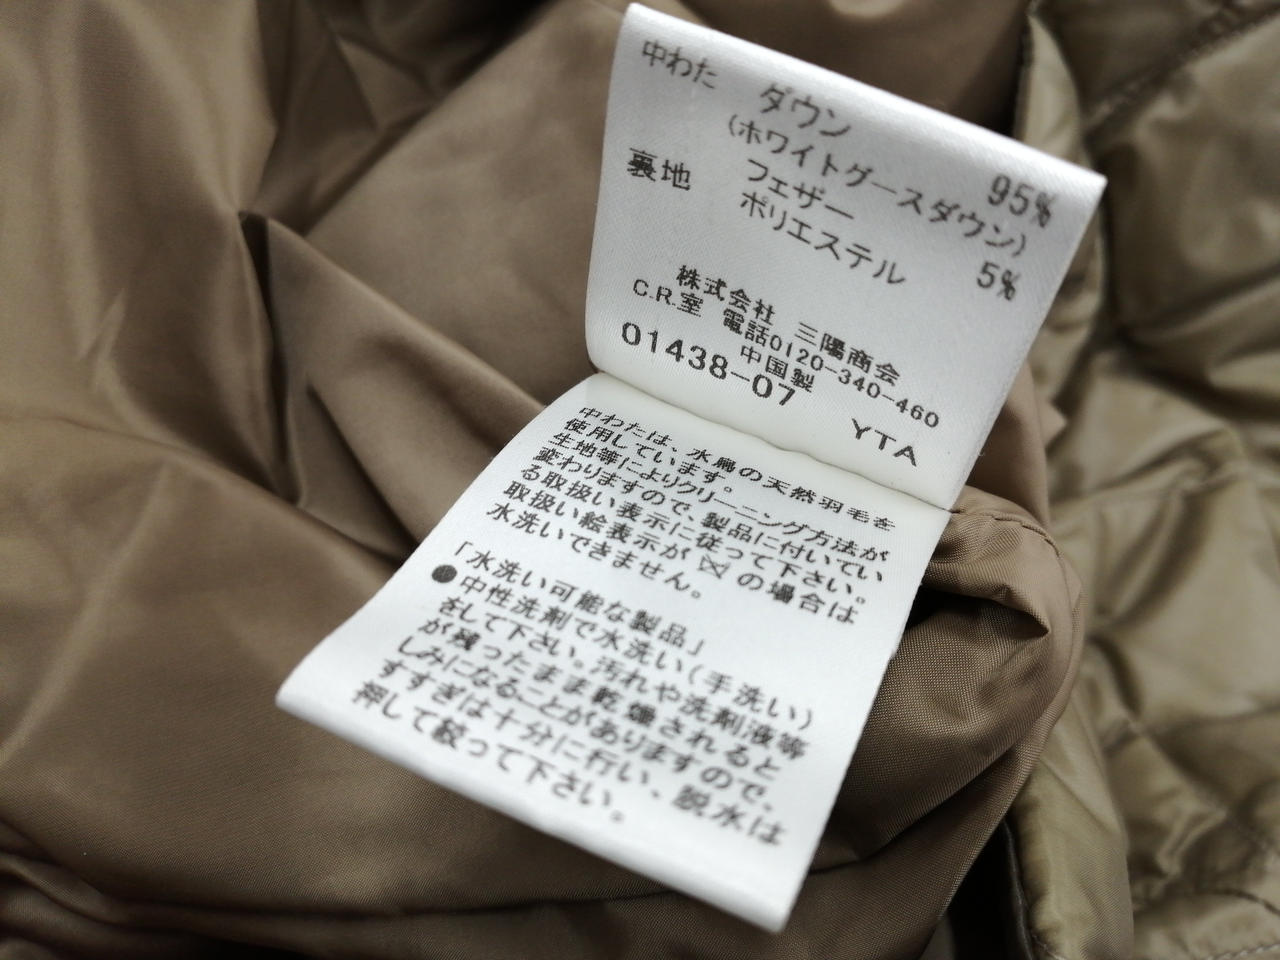 中わた ダウン 95%
(ホワイトグースダウン)
フェザー 5%
裏地 ポリエステル
株式会社 三陽商会
C.R.室 電話0120-340-460
中国製
01438-07 YTA
中わたは、水鳥の天然羽毛を
使用しています。
生地等によりクリーニング方法が
変わりますので、製品に付いてい
る取扱い表示に従って下さい。
取扱い絵表示が の場合は
水洗いできません。
「水洗い可能な製品」
●中性洗剤で水洗い(手洗い)
をして下さい。汚れや洗剤液等
が残ったまま乾燥されると
しみになることがありますので、
すすぎは十分に行い、脱水は
押して絞って下さい。